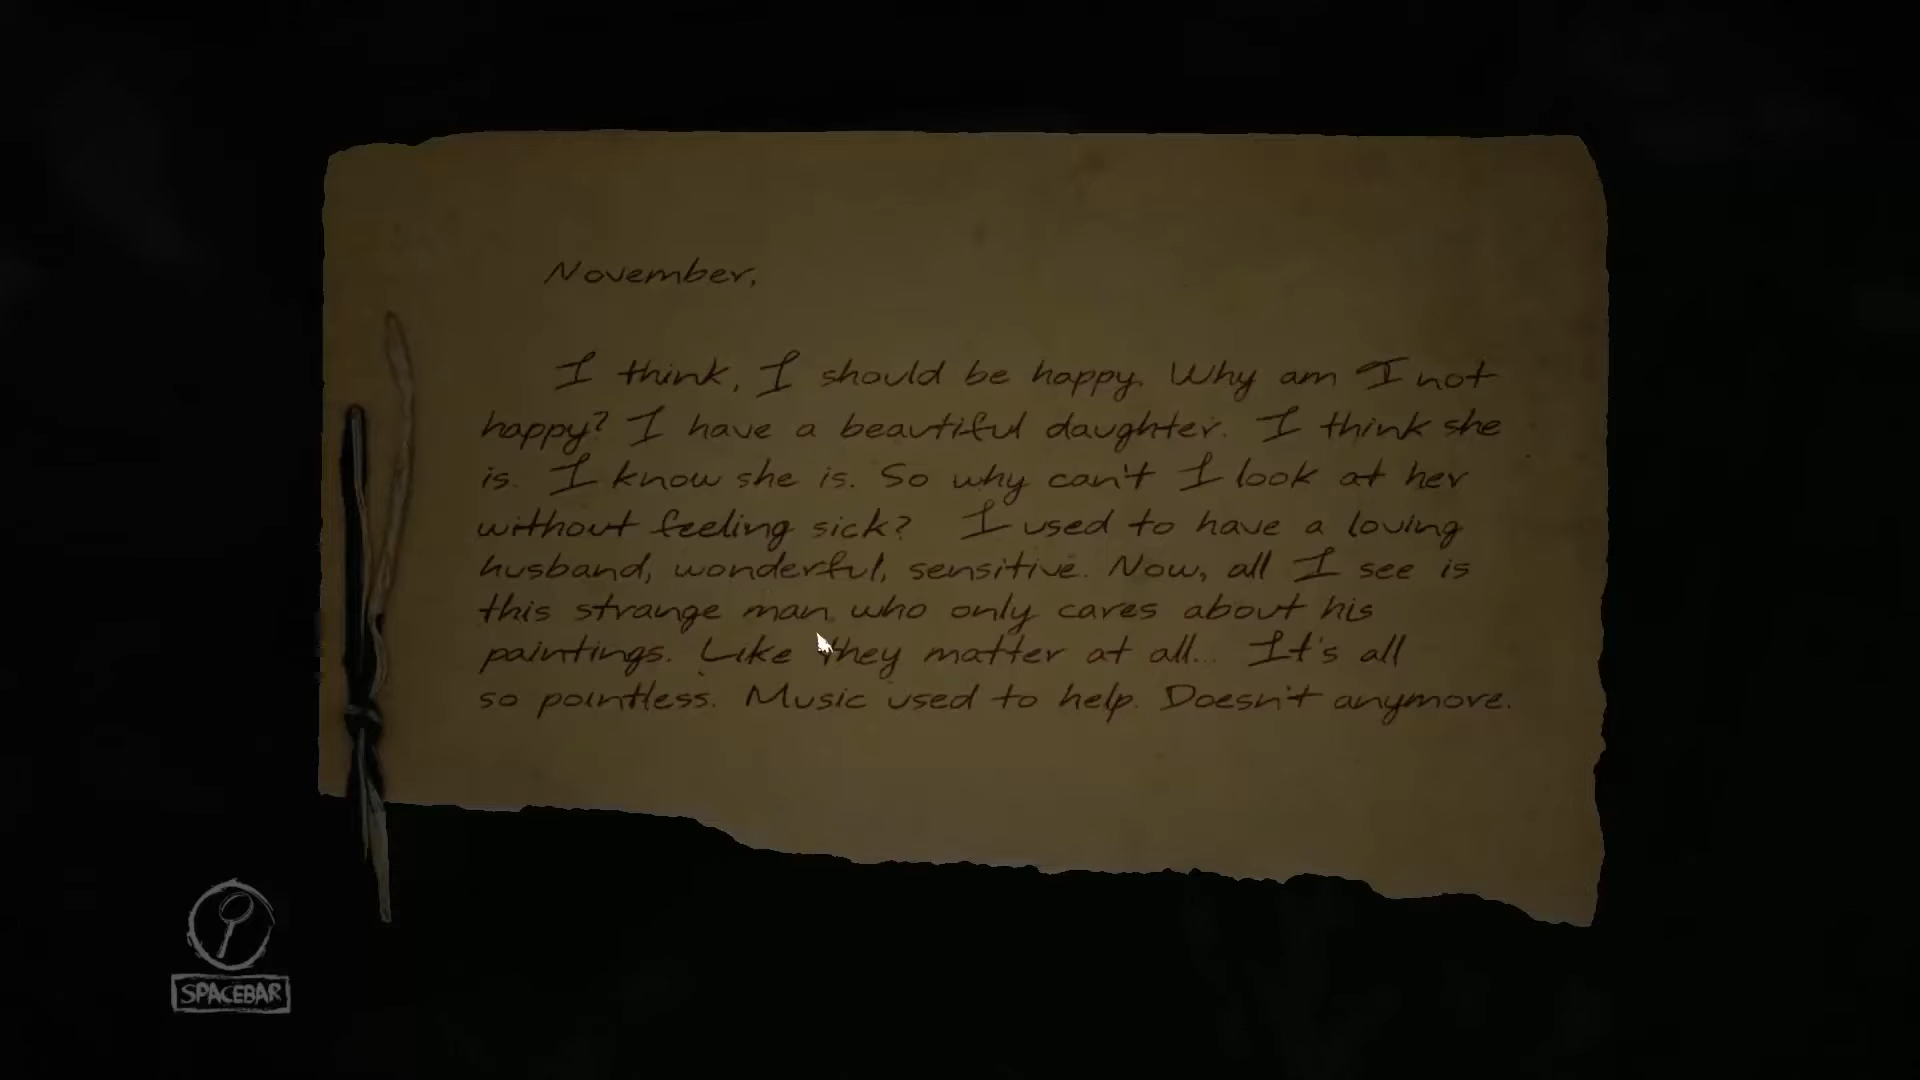 November,
I think, I should be happy. Why am I not
happy? I have a beautiful daughter. I think she
is. I know she is. So why can't I look at her
without feeling sick? I used to have a loving
husband, wonderful, sensitive. Now, all I see is
this strange man who only cares about his
paintings. Like they matter at all... It's all
so pointless. Music used to help. Doesn't anymore.
SPACEBAR